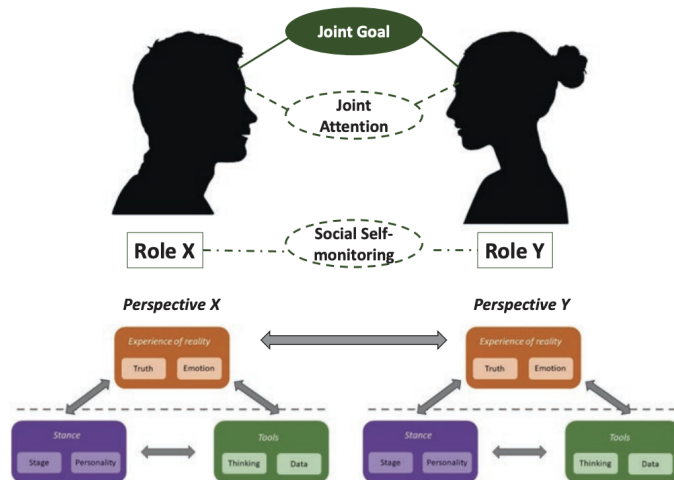 Joint Goal
Joint
Attention
Social Self-
monitoring
Role X
Role Y
Perspective X
Perspective Y
Experience of reality
Truth
Emotion
Experience of reality
Truth
Emotion
Stance
Stage
Personality
Tools
Thinking
Data
Stance
Stage
Personality
Tools
Thinking
Data